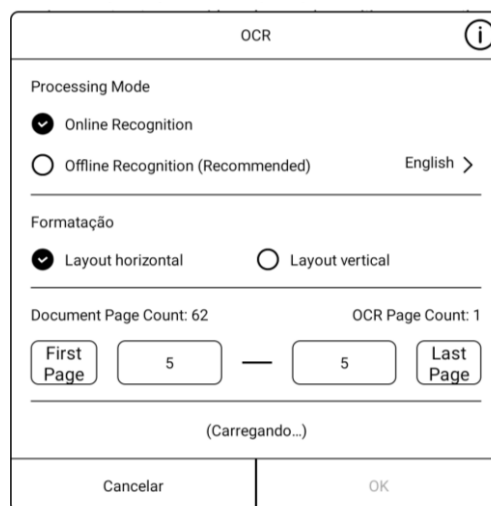 OCR
i
Processing Mode
Online Recognition
Offline Recognition (Recommended) English
Formatação
Layout horizontal Layout vertical
Document Page Count: 62 OCR Page Count: 1
First Page 5 — 5 Last Page
(Carregando...)
Cancelar OK